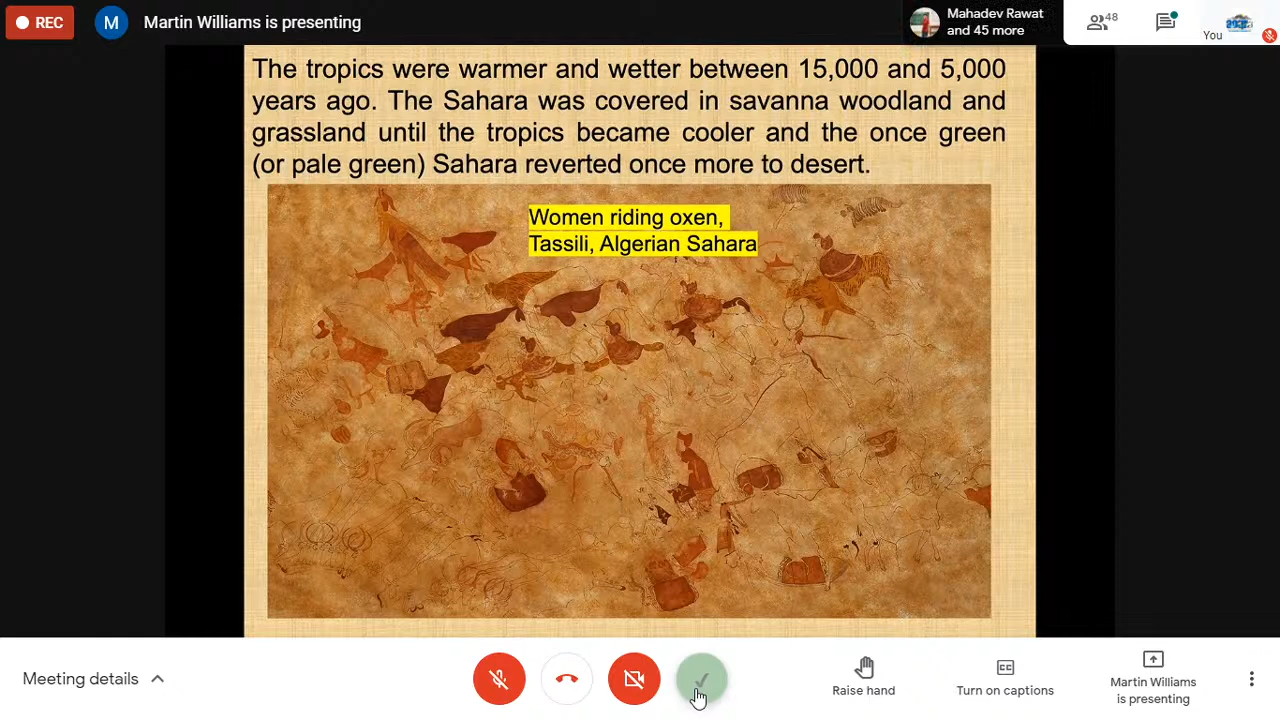 REC
M
Martin Williams is presenting
Mahadev Rawat
and 45 more
48
You
The tropics were warmer and wetter between 15,000 and 5,000
years ago. The Sahara was covered in savanna woodland and
grassland until the tropics became cooler and the once green
(or pale green) Sahara reverted once more to desert.
Women riding oxen,
Tassili, Algerian Sahara
Meeting details
Raise hand
Turn on captions
Martin Williams
is presenting